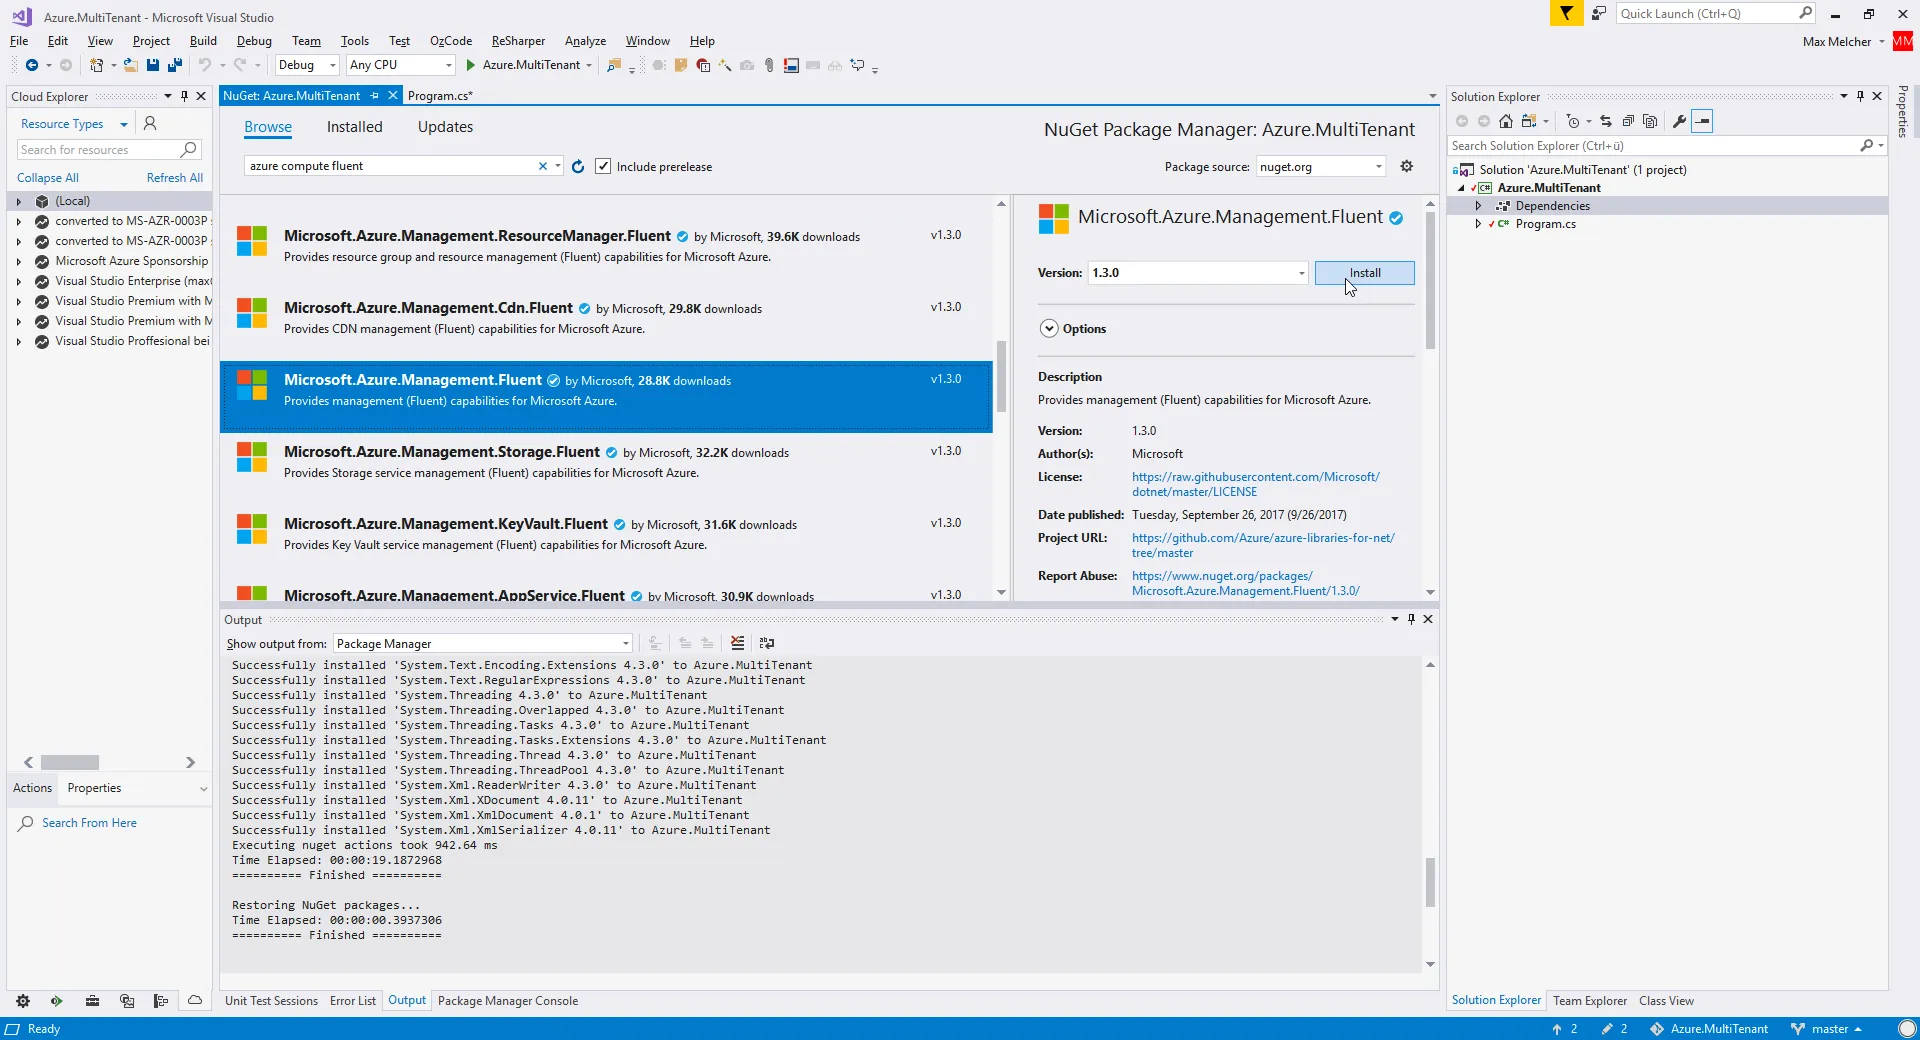 Azure.MultiTenant - Microsoft Visual Studio
Quick Launch (Ctrl+Q)
File Edit View Project Build Debug Team Tools Test OzCode ReSharper Analyze Window Help
Max Melcher MM
Debug Any CPU Azure.MultiTenant
Cloud Explorer
Resource Types
Search for resources
Collapse All Refresh All
(Local)
converted to MS-AZR-0003P
converted to MS-AZR-0003P
Microsoft Azure Sponsorship
Visual Studio Enterprise (max
Visual Studio Premium with M
Visual Studio Premium with M
Visual Studio Proffesional bei
Actions Properties
Search From Here
NuGet: Azure.MultiTenant Program.cs*
Browse Installed Updates
NuGet Package Manager: Azure.MultiTenant
azure compute fluent
Include prerelease
Package source: nuget.org
Microsoft.Azure.Management.ResourceManager.Fluent by Microsoft, 39.6K downloads v1.3.0
Provides resource group and resource management (Fluent) capabilities for Microsoft Azure.
Microsoft.Azure.Management.Cdn.Fluent by Microsoft, 29.8K downloads v1.3.0
Provides CDN management (Fluent) capabilities for Microsoft Azure.
Microsoft.Azure.Management.Fluent by Microsoft, 28.8K downloads v1.3.0
Provides management (Fluent) capabilities for Microsoft Azure.
Microsoft.Azure.Management.Storage.Fluent by Microsoft, 32.2K downloads v1.3.0
Provides Storage service management (Fluent) capabilities for Microsoft Azure.
Microsoft.Azure.Management.KeyVault.Fluent by Microsoft, 31.6K downloads v1.3.0
Provides Key Vault service management (Fluent) capabilities for Microsoft Azure.
Microsoft.Azure.Management.AppService.Fluent by Microsoft, 30.9K downloads v1.3.0
Microsoft.Azure.Management.Fluent
Version: 1.3.0 Install
Options
Description
Provides management (Fluent) capabilities for Microsoft Azure.
Version: 1.3.0
Author(s): Microsoft
License: https://raw.githubusercontent.com/Microsoft/
dotnet/master/LICENSE
Date published: Tuesday, September 26, 2017 (9/26/2017)
Project URL: https://github.com/Azure/azure-libraries-for-net/
tree/master
Report Abuse: https://www.nuget.org/packages/
Microsoft.Azure.Management.Fluent/1.3.0/
Output
Show output from: Package Manager
Successfully installed 'System.Text.Encoding.Extensions 4.3.0' to Azure.MultiTenant
Successfully installed 'System.Text.RegularExpressions 4.3.0' to Azure.MultiTenant
Successfully installed 'System.Threading 4.3.0' to Azure.MultiTenant
Successfully installed 'System.Threading.Overlapped 4.3.0' to Azure.MultiTenant
Successfully installed 'System.Threading.Tasks 4.3.0' to Azure.MultiTenant
Successfully installed 'System.Threading.Tasks.Extensions 4.3.0' to Azure.MultiTenant
Successfully installed 'System.Threading.Thread 4.3.0' to Azure.MultiTenant
Successfully installed 'System.Threading.ThreadPool 4.3.0' to Azure.MultiTenant
Successfully installed 'System.Xml.ReaderWriter 4.3.0' to Azure.MultiTenant
Successfully installed 'System.Xml.XDocument 4.0.11' to Azure.MultiTenant
Successfully installed 'System.Xml.XmlDocument 4.0.1' to Azure.MultiTenant
Successfully installed 'System.Xml.XmlSerializer 4.0.11' to Azure.MultiTenant
Executing nuget actions took 942.64 ms
Time Elapsed: 00:00:19.1872968
========== Finished ==========
Restoring NuGet packages...
Time Elapsed: 00:00:00.3937306
========== Finished ==========
Unit Test Sessions Error List Output Package Manager Console
Solution Explorer
Search Solution Explorer (Ctrl+ü)
Solution 'Azure.MultiTenant' (1 project)
Azure.MultiTenant
Dependencies
Program.cs
Solution Explorer Team Explorer Class View
Properties
Ready 2 2 Azure.MultiTenant master